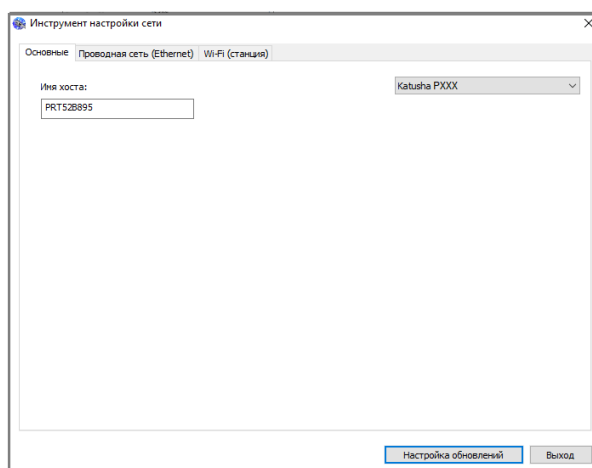 Инструмент настройки сети
Основные Проводная сеть (Ethernet) Wi-Fi (станция)
Имя хоста: Katusha PXXX
PRT52B895
Настройка обновлений Выход